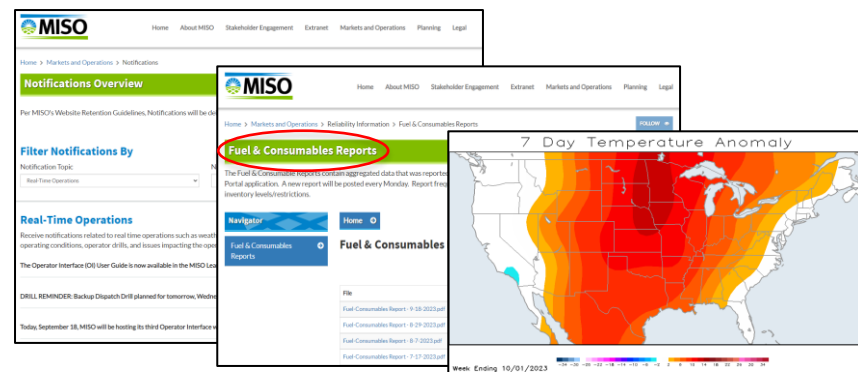 MISO
Home About MISO Stakeholder Engagement Extranet Markets and Operations Planning Legal
Home > Markets and Operations > Notifications
Notifications Overview
Per MISO's Website Retention Guidelines, Notifications will be de
Filter Notifications By
Notification Topic
N
Real-Time Operations
Real-Time Operations
Receive notifications related to real time operations such as weath
operating conditions, operator drills, and issues impacting the oper
The Operator Interface (OI) User Guide is now available in the MISO Lea
DRILL REMINDER: Backup Dispatch Drill planned for tomorrow, Wedne
Today, September 18, MISO will be hosting its third Operator Interface w
MISO
Home About MISO Stakeholder Engagement Extranet Markets and Operations Planning Legal
Home > Markets and Operations > Reliability Information > Fuel & Consumables Reports
FOLLOW
Fuel & Consumables Reports
The Fuel & Consumable Reports contain aggregated data that was reported
Portal application. A new report will be posted every Monday. Report freq
inventory levels/restrictions.
Navigator
Home
Fuel & Consumables
Reports
Fuel & Consumables
File
Fuel-Consumables Report - 9-18-2023.pdf
Fuel-Consumables Report - 8-29-2023.pdf
Fuel-Consumables Report - 8-7-2023.pdf
Fuel-Consumables Report - 7-17-2023.pdf
7 Day Temperature Anomaly
Week Ending 10/01/2023